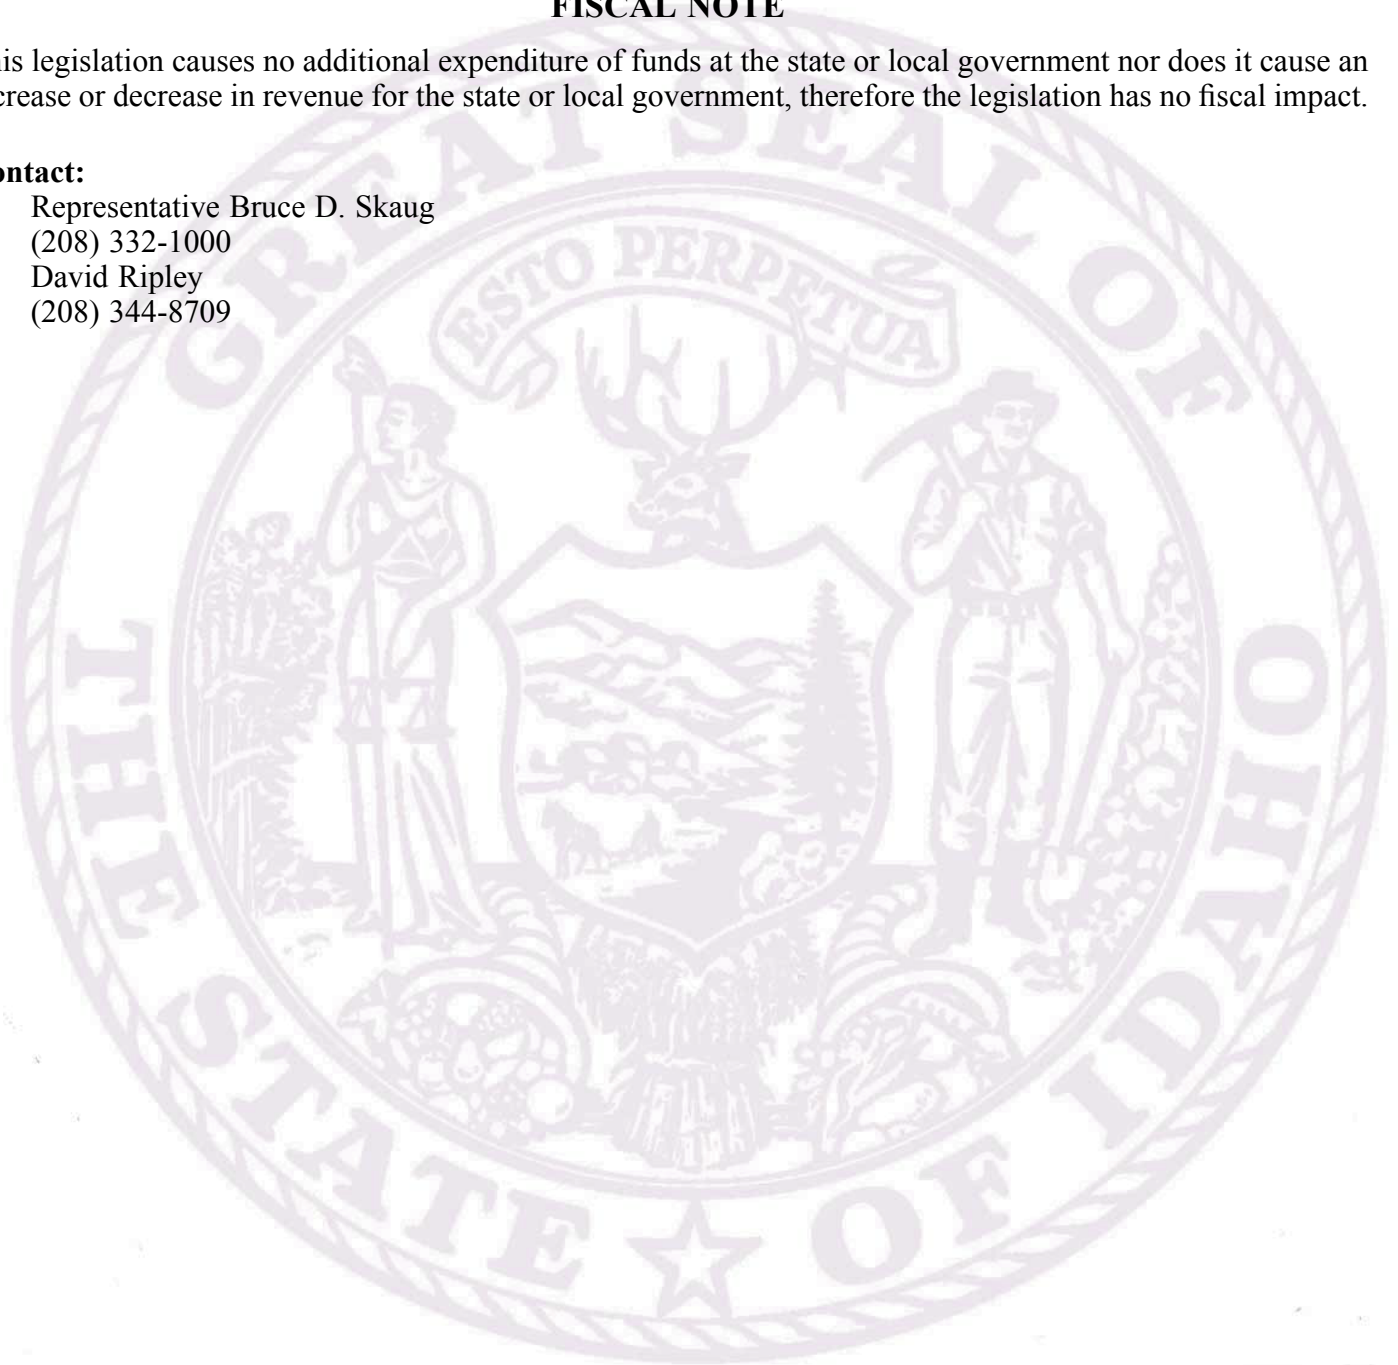 FISCAL NOTE
is legislation causes no additional expenditure of funds at the state or local government nor does it cause an
crease or decrease in revenue for the state or local government, therefore the legislation has no fiscal impact.
ontact:
Representative Bruce D. Skaug
(208) 332-1000
David Ripley
(208) 344-8709
GREAT SEAL OF
ESTO PERPETUA
THE STATE OF IDAHO